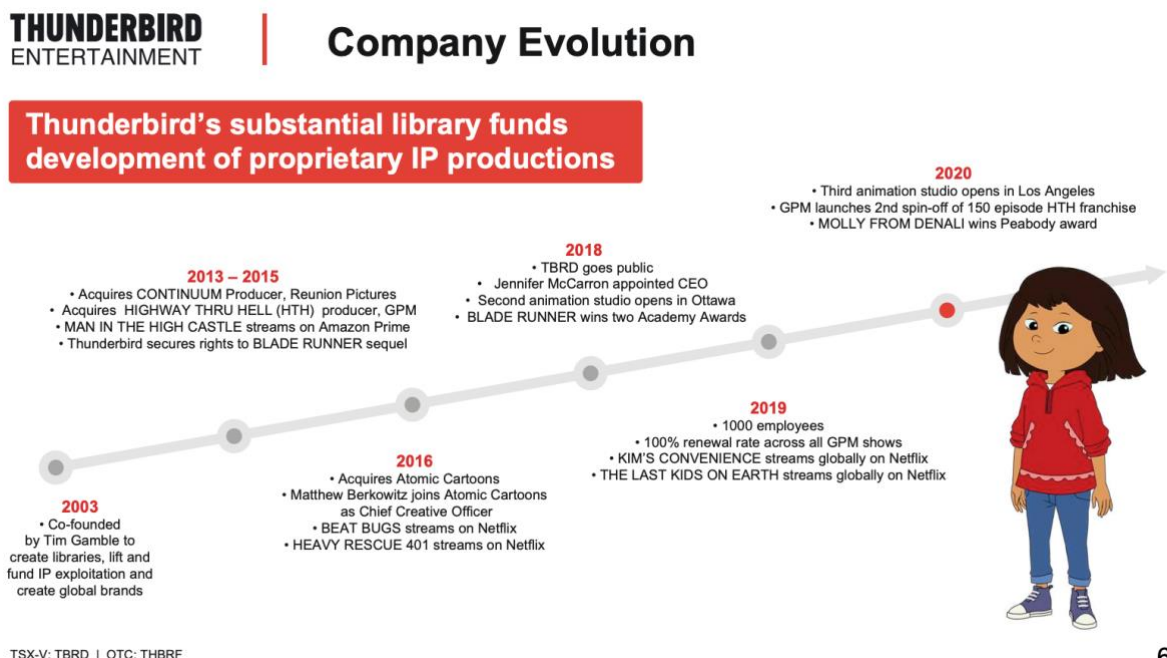 THUNDERBIRD
ENTERTAINMENT
Company Evolution
Thunderbird's substantial library funds
development of proprietary IP productions
2003
• Co-founded
by Tim Gamble to
create libraries, lift and
fund IP exploitation and
create global brands
2013 – 2015
• Acquires CONTINUUM Producer, Reunion Pictures
• Acquires HIGHWAY THRU HELL (HTH) producer, GPM
• MAN IN THE HIGH CASTLE streams on Amazon Prime
• Thunderbird secures rights to BLADE RUNNER sequel
2016
• Acquires Atomic Cartoons
• Matthew Berkowitz joins Atomic Cartoons
as Chief Creative Officer
• BEAT BUGS streams on Netflix
• HEAVY RESCUE 401 streams on Netflix
2018
• TBRD goes public
• Jennifer McCarron appointed CEO
• Second animation studio opens in Ottawa
• BLADE RUNNER wins two Academy Awards
2019
• 1000 employees
• 100% renewal rate across all GPM shows
• KIM'S CONVENIENCE streams globally on Netflix
• THE LAST KIDS ON EARTH streams globally on Netflix
2020
• Third animation studio opens in Los Angeles
• GPM launches 2nd spin-off of 150 episode HTH franchise
• MOLLY FROM DENALI wins Peabody award
TSX-V: TBRD | OTC: THBRF
6